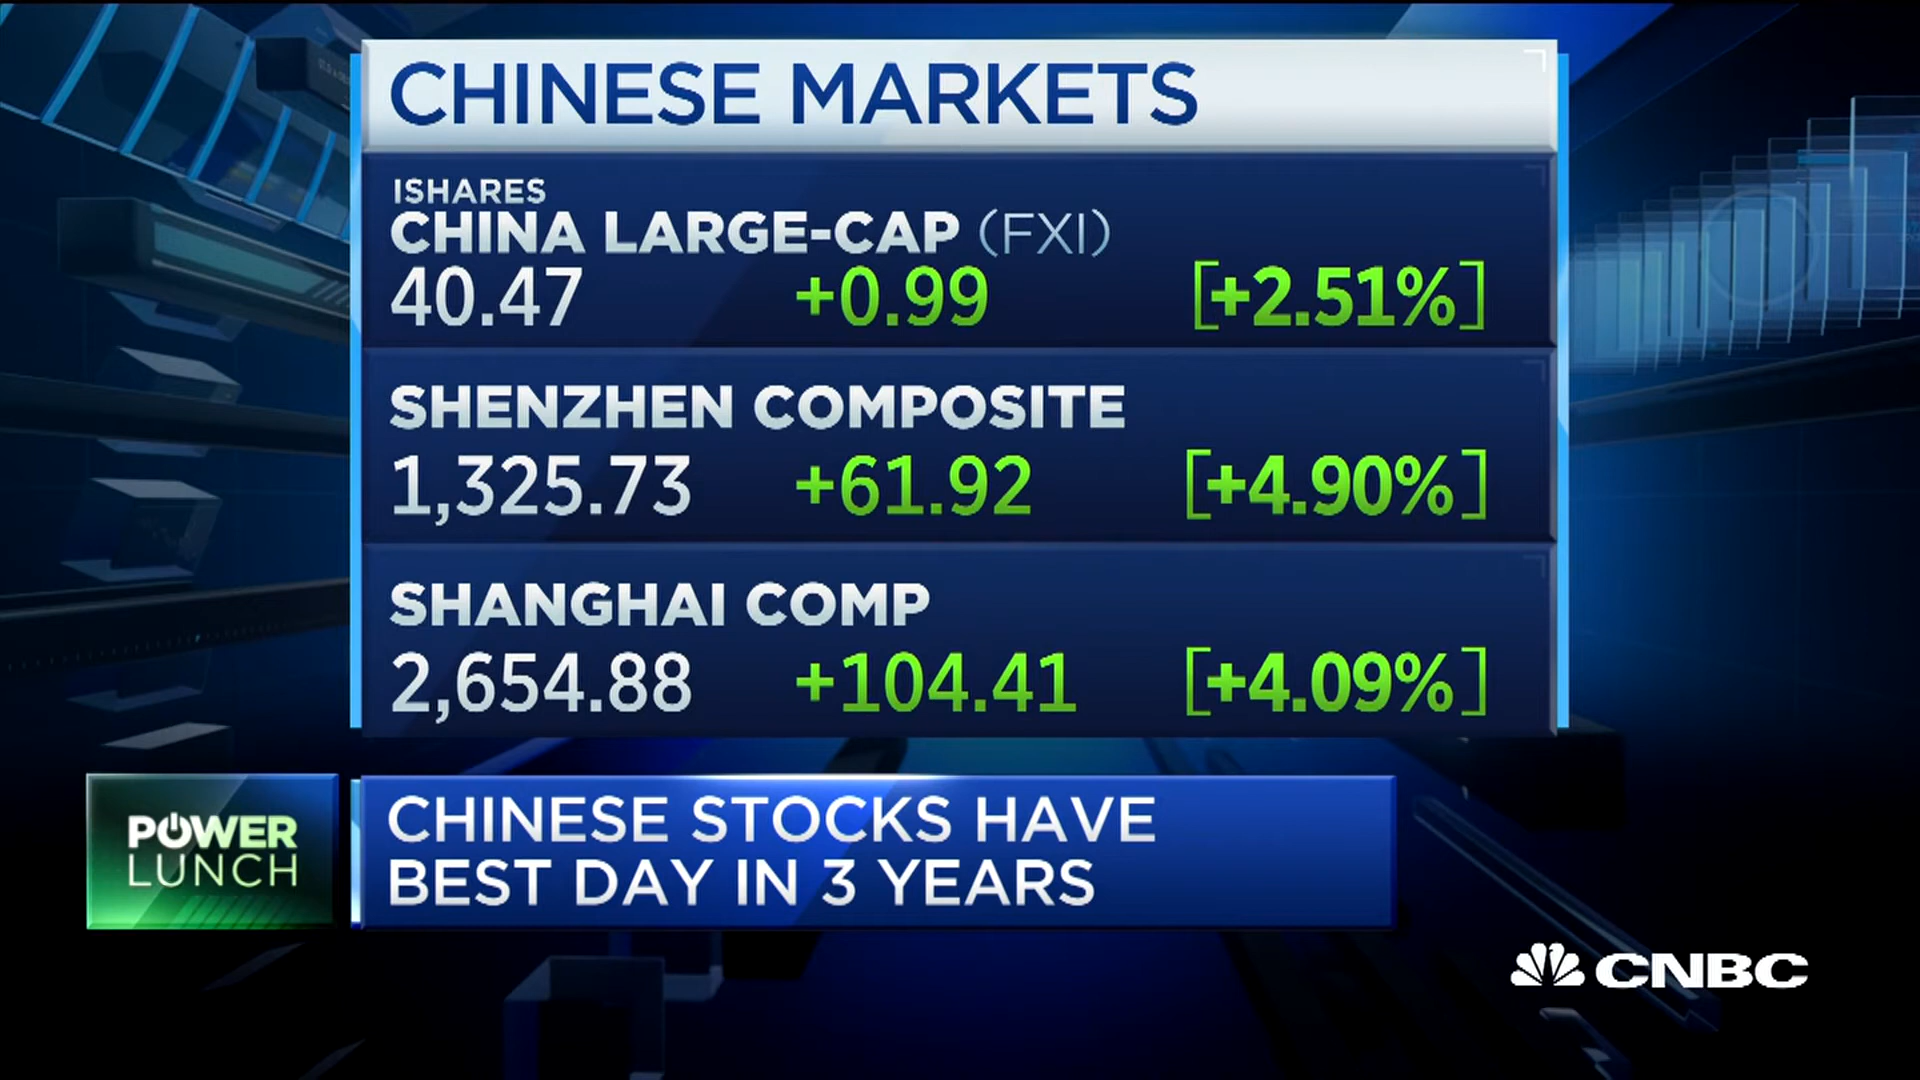 CHINESE MARKETS
ISHARES
CHINA LARGE-CAP (FXI)
40.47 +0.99 [+2.51%]
SHENZHEN COMPOSITE
1,325.73 +61.92 [+4.90%]
SHANGHAI COMP
2,654.88 +104.41 [+4.09%]
POWER
LUNCH
CHINESE STOCKS HAVE
BEST DAY IN 3 YEARS
CNBC